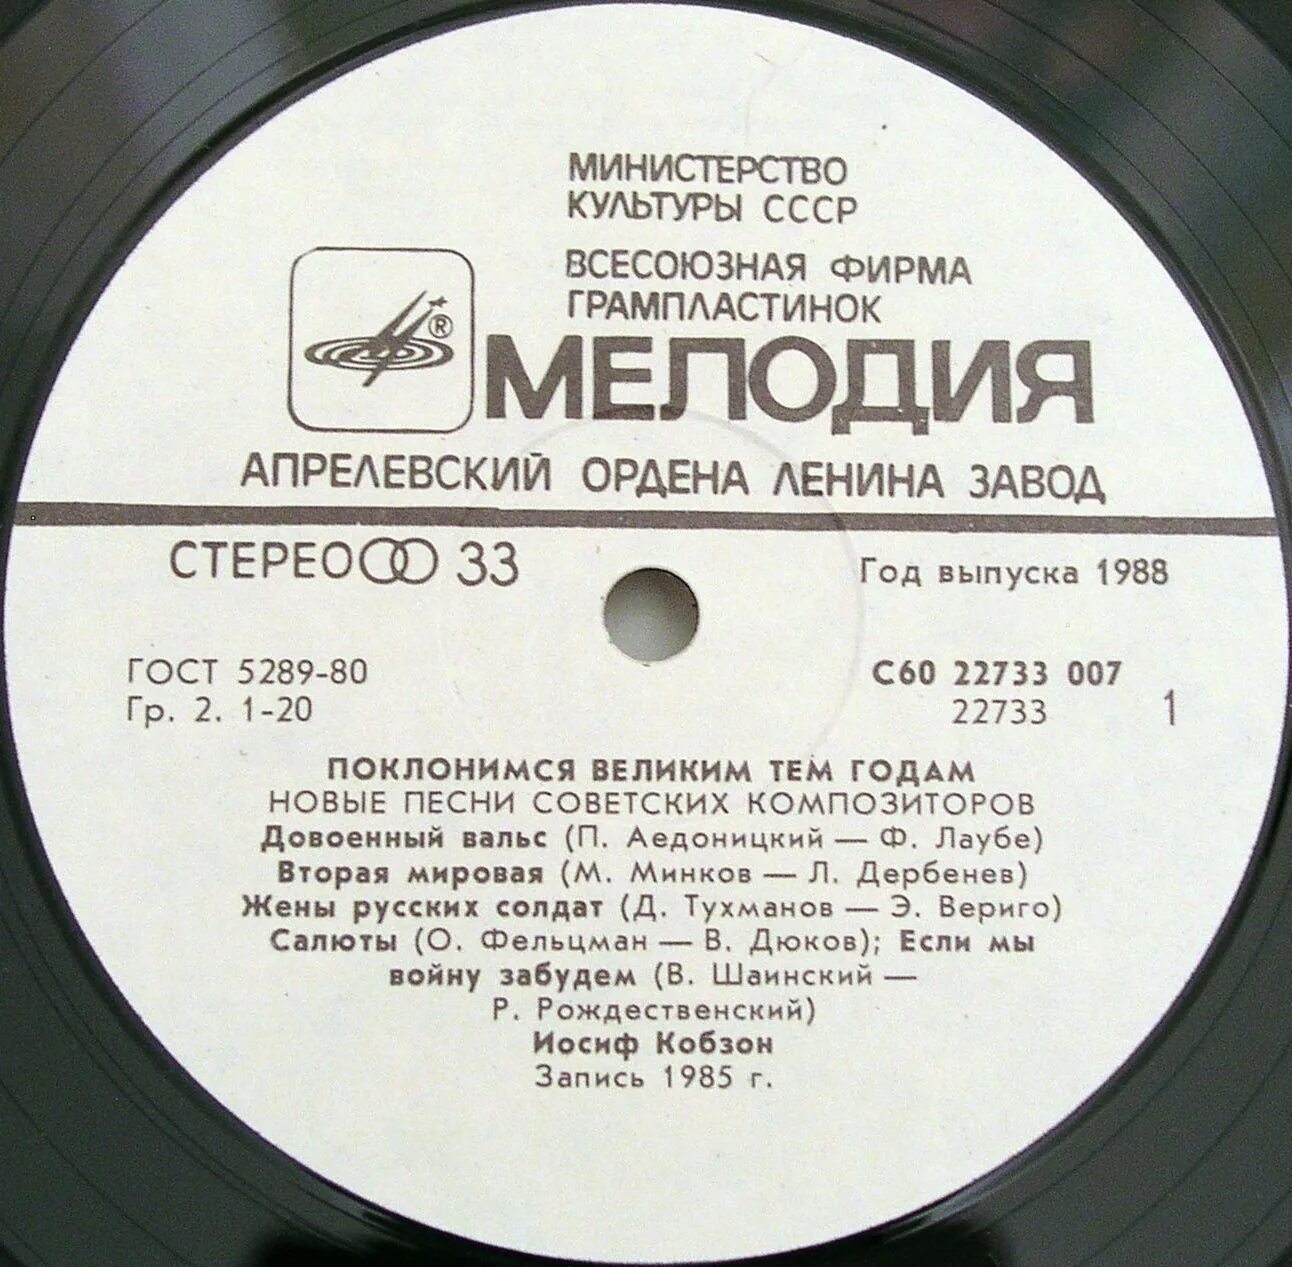 МИНИСТЕРСТВО
КУЛЬТУРЫ СССР
ВСЕСОЮЗНАЯ ФИРМА
ГРАМПЛАСТИНОК
®
МЕЛОДИЯ
АПРЕЛЕВСКИЙ ОРДЕНА ЛЕНИНА ЗАВОД
СТЕРЕО 33
Год выпуска 1988
ГОСТ 5289-80
Гр. 2. 1-20
С60 22733 007
22733 1
ПОКЛОНИМСЯ ВЕЛИКИМ ТЕМ ГОДАМ
НОВЫЕ ПЕСНИ СОВЕТСКИХ КОМПОЗИТОРОВ
Довоенный вальс (П. Аедоницкий — Ф. Лаубе)
Вторая мировая (М. Минков — Л. Дербенев)
Жены русских солдат (Д. Тухманов — Э. Вериго)
Салюты (О. Фельцман — В. Дюков); Если мы
войну забудем (В. Шаинский —
Р. Рождественский)
Иосиф Кобзон
Запись 1985 г.